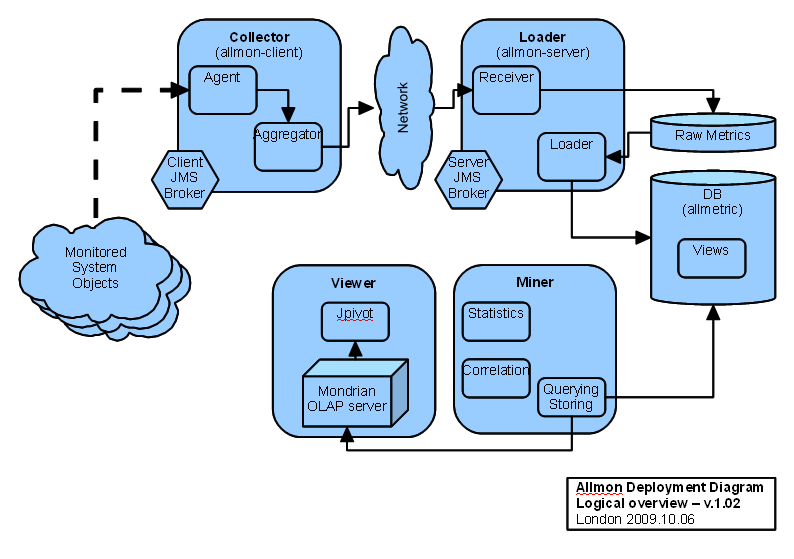 Collector
(allmon-client)
Agent
Aggregator
Client
JMS
Broker
Network
Loader
(allmon-server)
Receiver
Loader
Server
JMS
Broker
Raw Metrics
DB
(allmetric)
Views
Monitored
System
Objects
Viewer
Jpivot
Mondrian
OLAP server
Miner
Statistics
Correlation
Querying
Storing
Allmon Deployment Diagram
Logical overview – v.1.02
London 2009.10.06